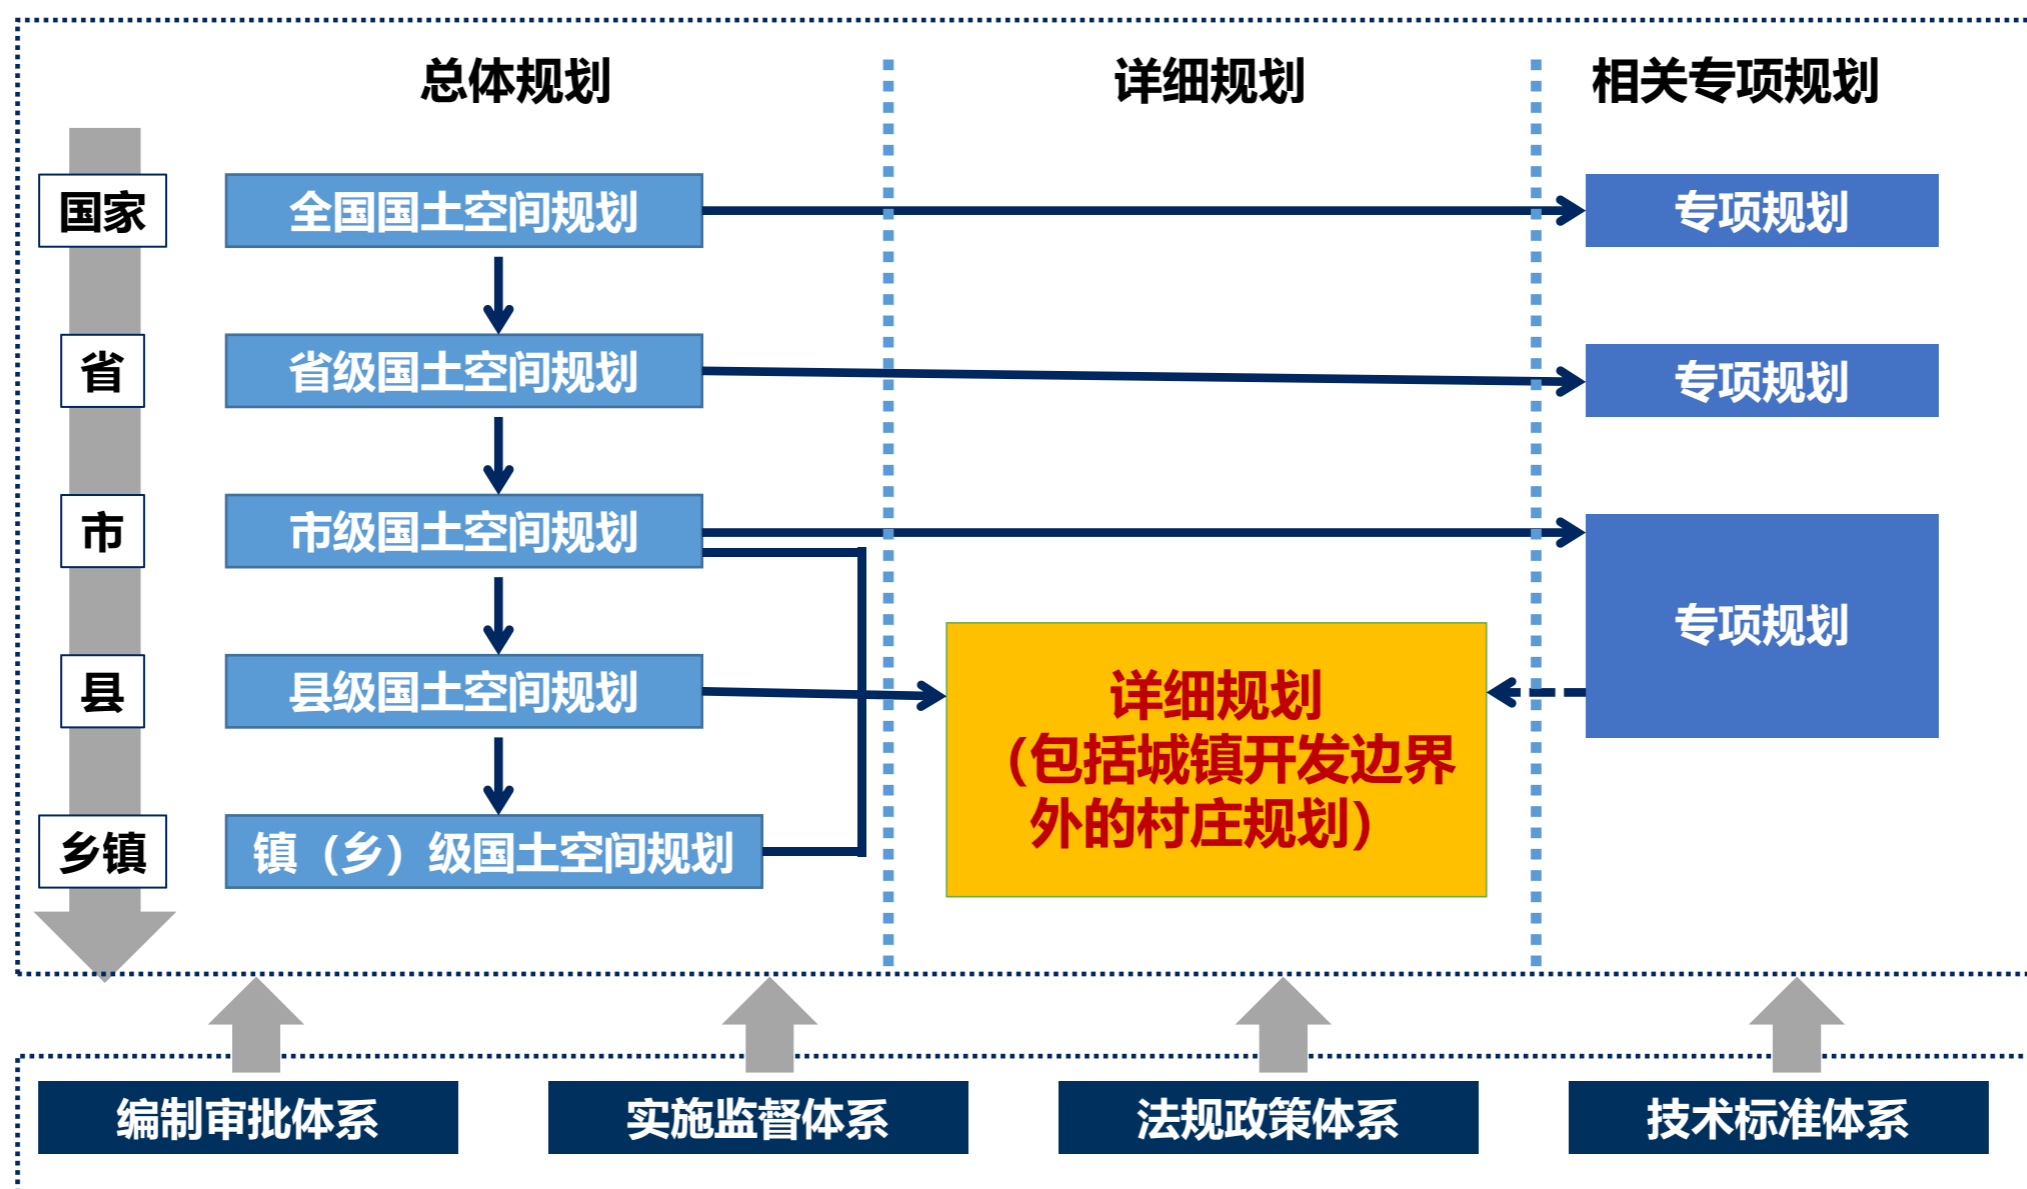 总体规划
详细规划
相关专项规划
国家
全国国土空间规划
专项规划
省
省级国土空间规划
专项规划
市
市级国土空间规划
专项规划
县
县级国土空间规划
详细规划
（包括城镇开发边界
外的村庄规划）
乡镇
镇（乡）级国土空间规划
编制审批体系
实施监督体系
法规政策体系
技术标准体系